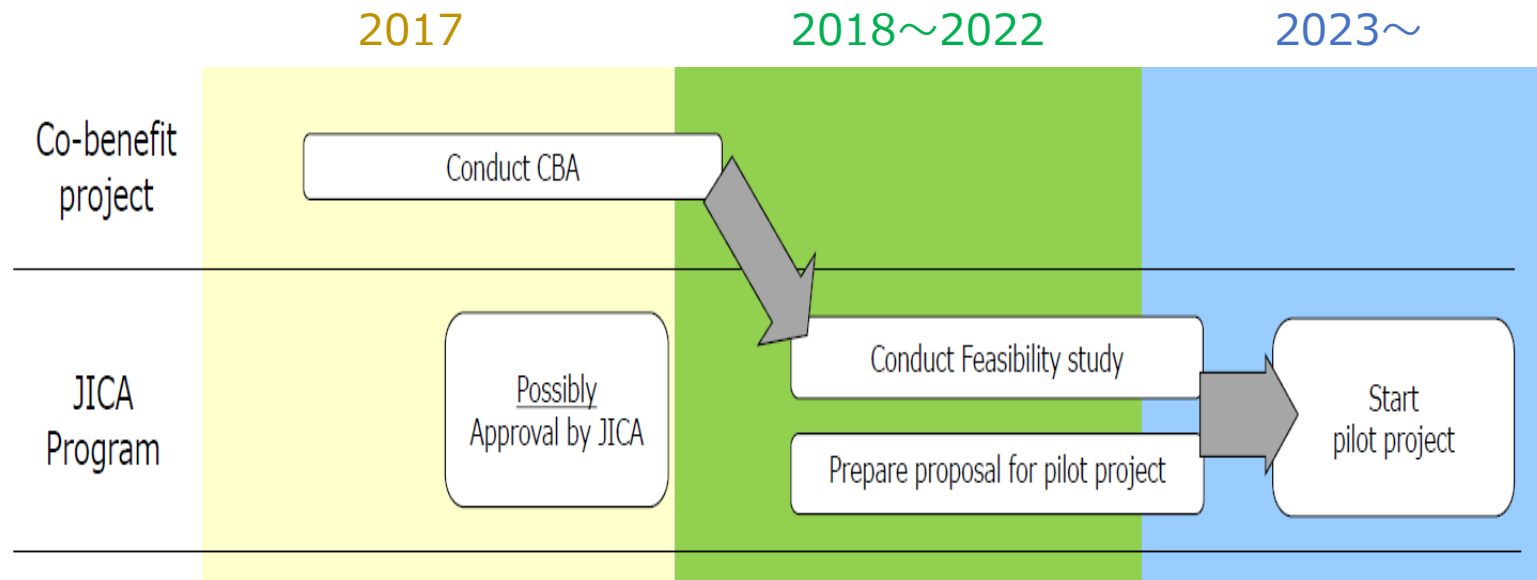 2017
2018～2022
2023～
Co-benefit
project
Conduct CBA
JICA
Program
Possibly
Approval by JICA
Conduct Feasibility study
Prepare proposal for pilot project
Start
pilot project